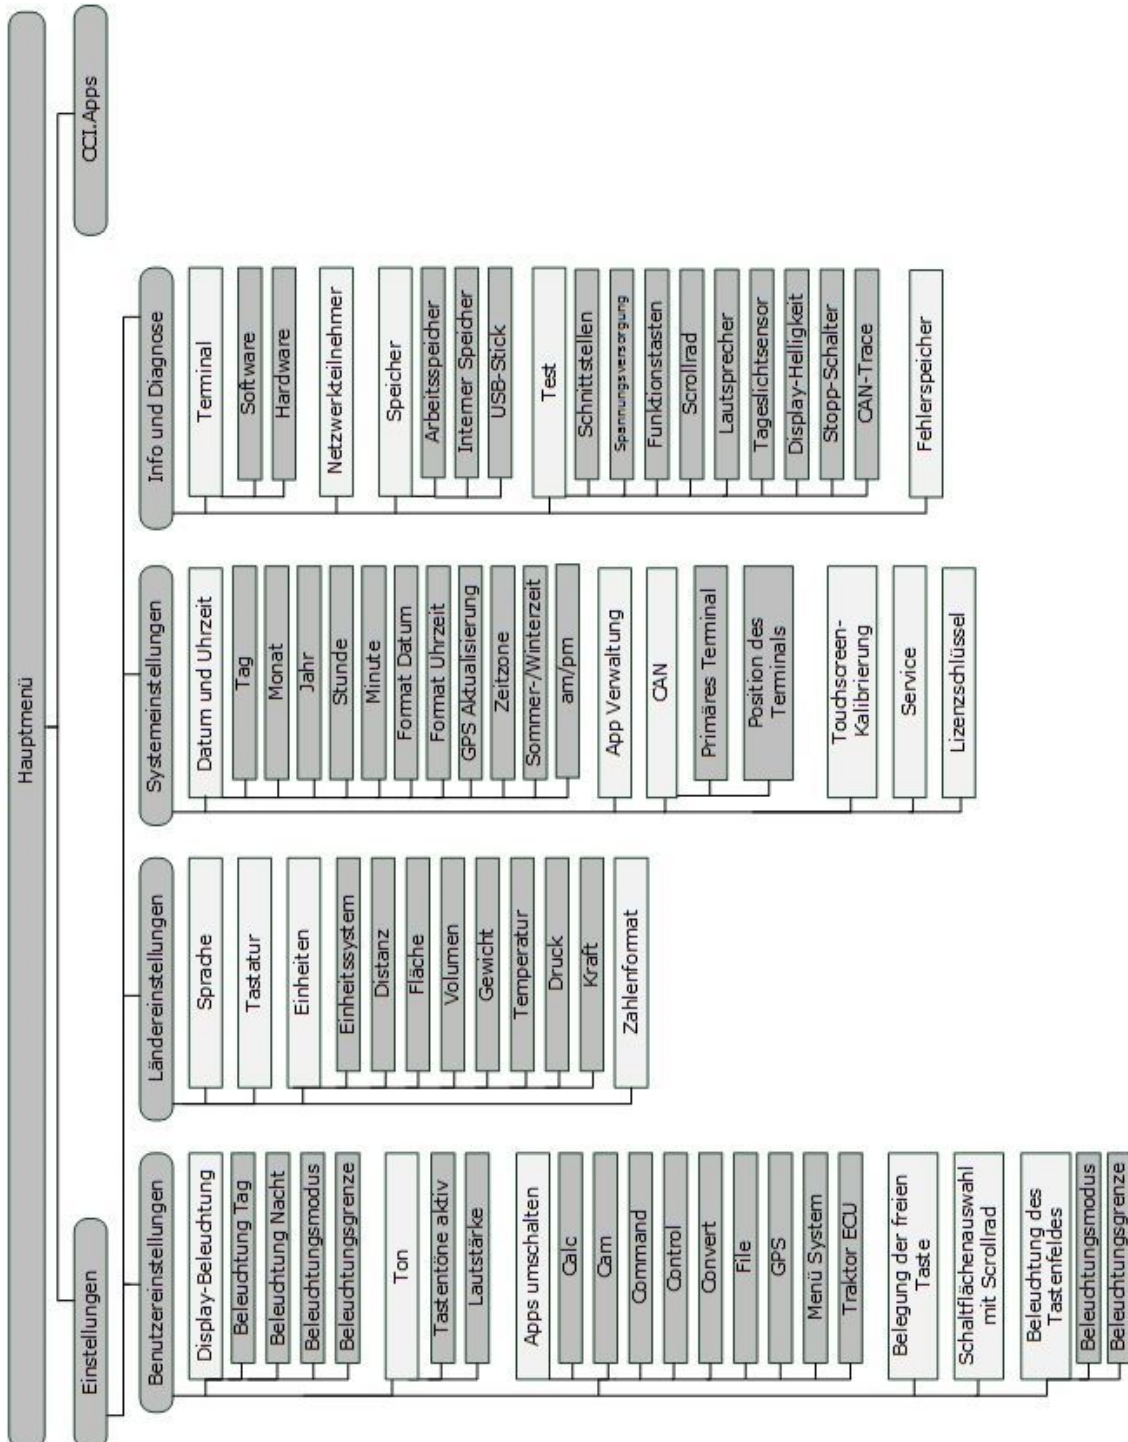 Hauptmenü
Einstellungen
CCI.Apps
Benutzereinstellungen
Display-Beleuchtung
Beleuchtung Tag
Beleuchtung Nacht
Beleuchtungsmodus
Beleuchtungsgrenze
Ton
Tastentöne aktiv
Lautstärke
Apps umschalten
Calc
Cam
Command
Control
Convert
File
GPS
Menü System
Traktor ECU
Belegung der freien
Taste
Schaltflächenauswahl
mit Scrollrad
Beleuchtung des
Tastenfeldes
Beleuchtungsmodus
Beleuchtungsgrenze
Ländereinstellungen
Sprache
Tastatur
Einheiten
Einheitssystem
Distanz
Fläche
Volumen
Gewicht
Temperatur
Druck
Kraft
Zahlenformat
Systemeinstellungen
Datum und Uhrzeit
Tag
Monat
Jahr
Stunde
Minute
Format Datum
Format Uhrzeit
GPS Aktualisierung
Zeitzone
Sommer-/Winterzeit
am/pm
App Verwaltung
CAN
Primäres Terminal
Position des
Terminals
Touchscreen-
Kalibrierung
Service
Lizenzschlüssel
Info und Diagnose
Terminal
Software
Hardware
Netzwerkteilnehmer
Speicher
Arbeitsspeicher
Interner Speicher
USB-Stick
Test
Schnittstellen
Spannungsversorgung
Funktionstasten
Scrollrad
Lautsprecher
Tageslichtsensor
Display-Helligkeit
Stopp-Schalter
CAN-Trace
Fehlerspeicher